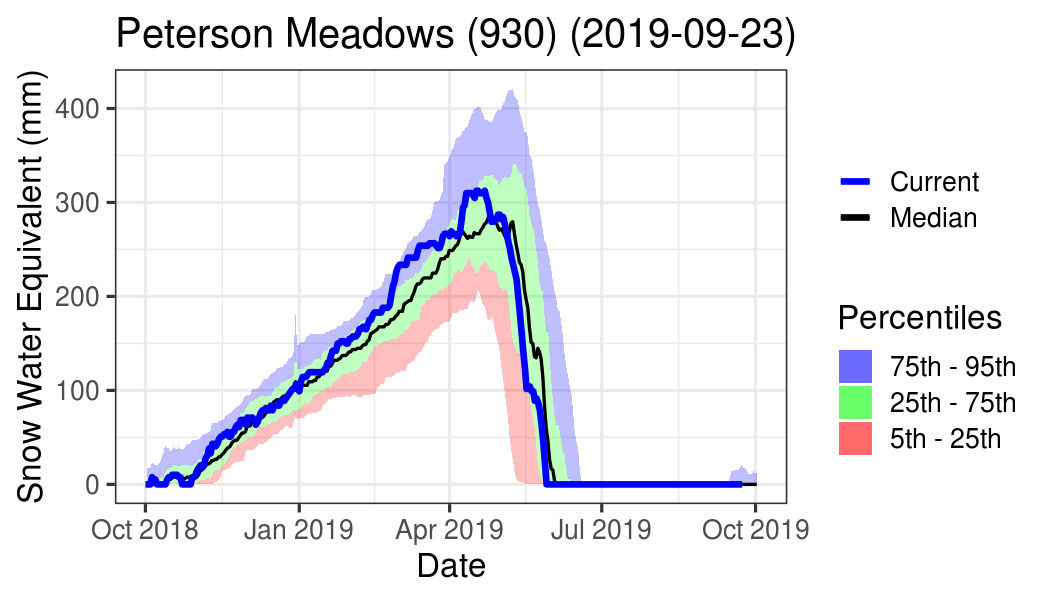 Peterson Meadows (930) (2019-09-23)
Snow Water Equivalent (mm)
400
300
200
100
0
Oct 2018
Jan 2019
Apr 2019
Jul 2019
Oct 2019
Date
Current
Median
Percentiles
75th - 95th
25th - 75th
5th - 25th